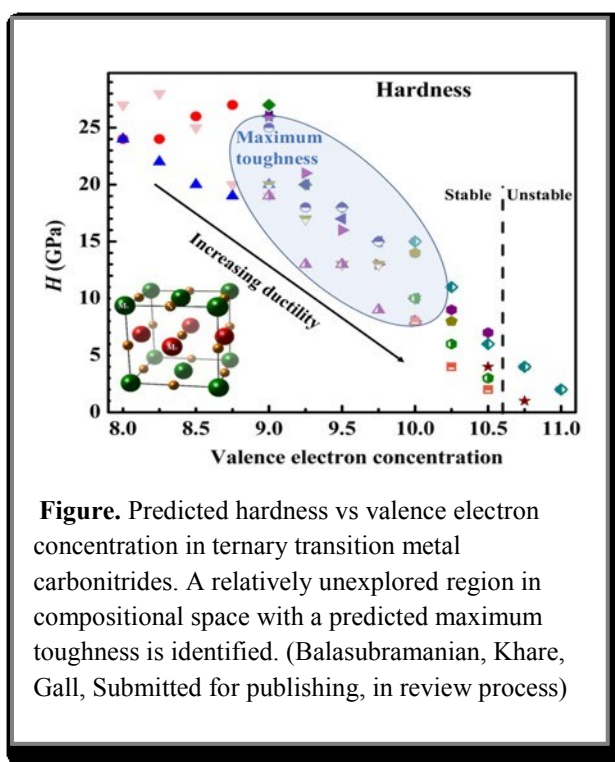 Hardness
25
20
15
10
5
0
H (GPa)
Maximum
toughness
Stable Unstable
Increasing ductility
8.0 8.5 9.0 9.5 10.0 10.5 11.0
Valence electron concentration
Figure. Predicted hardness vs valence electron
concentration in ternary transition metal
carbonitrides. A relatively unexplored region in
compositional space with a predicted maximum
toughness is identified. (Balasubramanian, Khare,
Gall, Submitted for publishing, in review process)